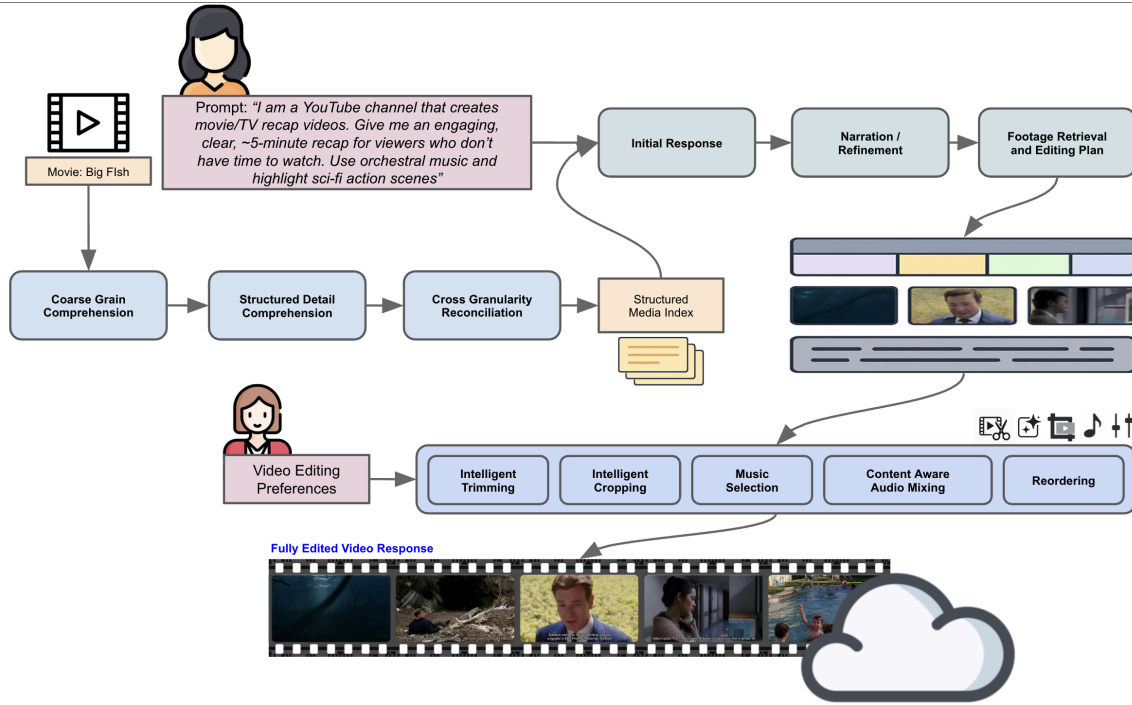 Prompt: “I am a YouTube channel that creates
movie/TV recap videos. Give me an engaging,
clear, ~5-minute recap for viewers who don’t
have time to watch. Use orchestral music and
highlight sci-fi action scenes”
Movie: Big FIsh
Initial Response
Narration /
Refinement
Footage Retrieval
and Editing Plan
Coarse Grain
Comprehension
Structured Detail
Comprehension
Cross Granularity
Reconciliation
Structured
Media Index
Video Editing
Preferences
Intelligent
Trimming
Intelligent
Cropping
Music
Selection
Content Aware
Audio Mixing
Reordering
Fully Edited Video Response